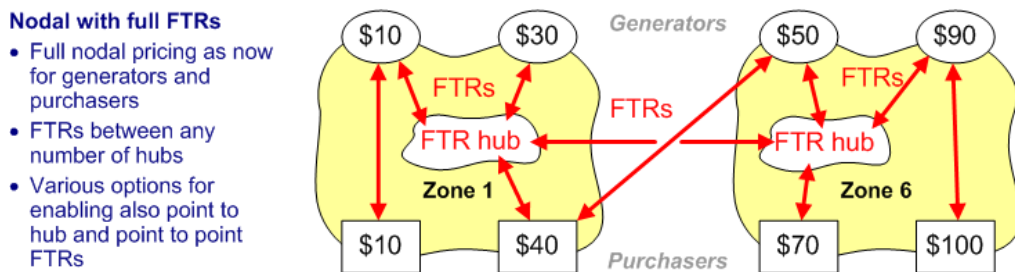 Nodal with full FTRs
• Full nodal pricing as now
for generators and
purchasers
• FTRs between any
number of hubs
• Various options for
enabling also point to
hub and point to point
FTRs
Generators
$10
$30
$50
$90
FTRs
FTRs
FTRs
FTR hub
FTR hub
Zone 1
Zone 6
$10
$40
$70
$100
Purchasers